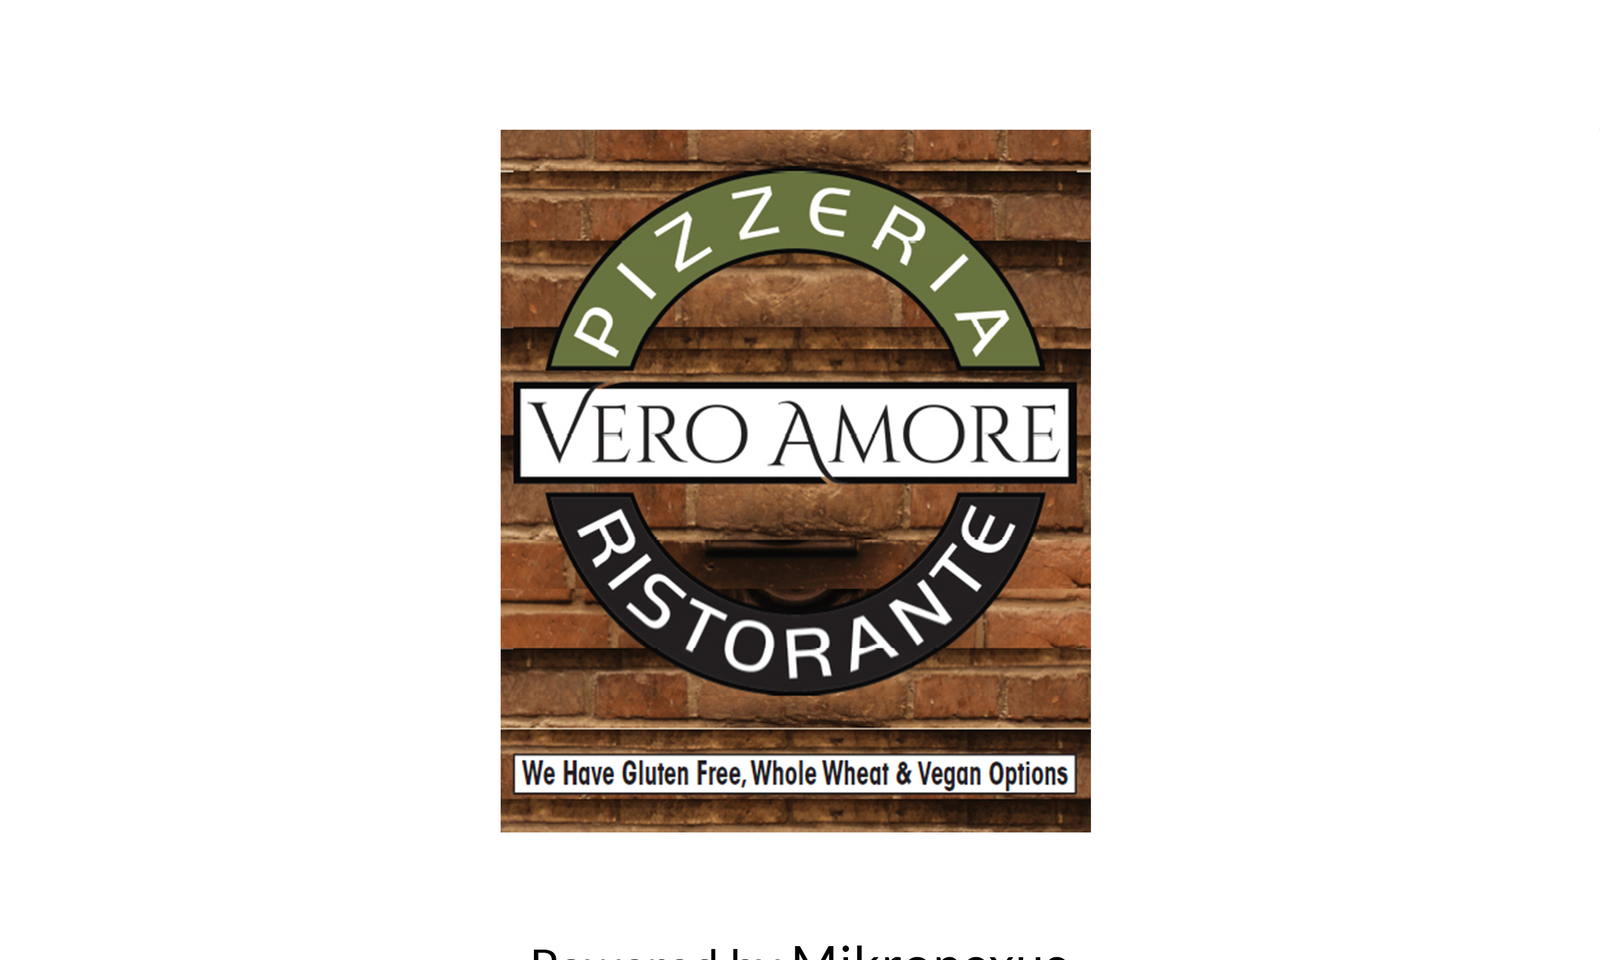 PIZZERIA
VERO AMORE
RISTORANTE
We Have Gluten Free, Whole Wheat & Vegan Options
Powered by Mikronexus